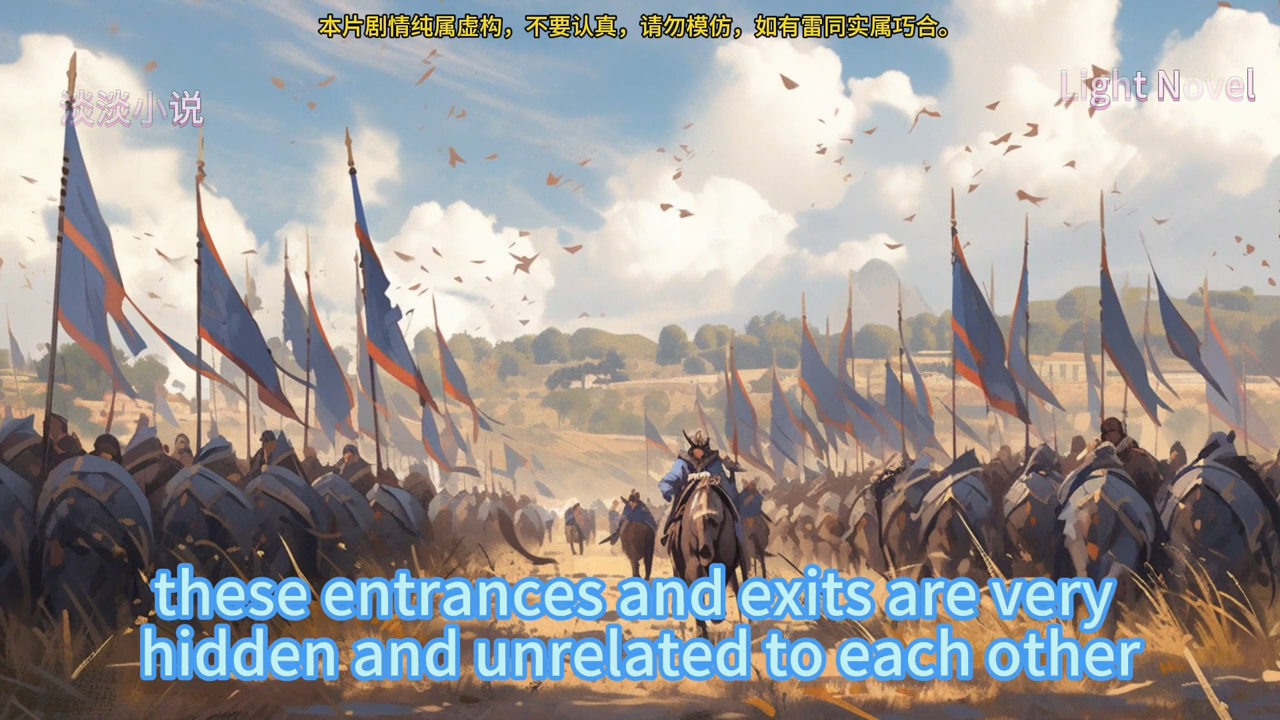 本片剧情纯属虚构，不要认真，请勿模仿，如有雷同实属巧合。
淡淡小说
Light Novel
these entrances and exits are very
hidden and unrelated to each other